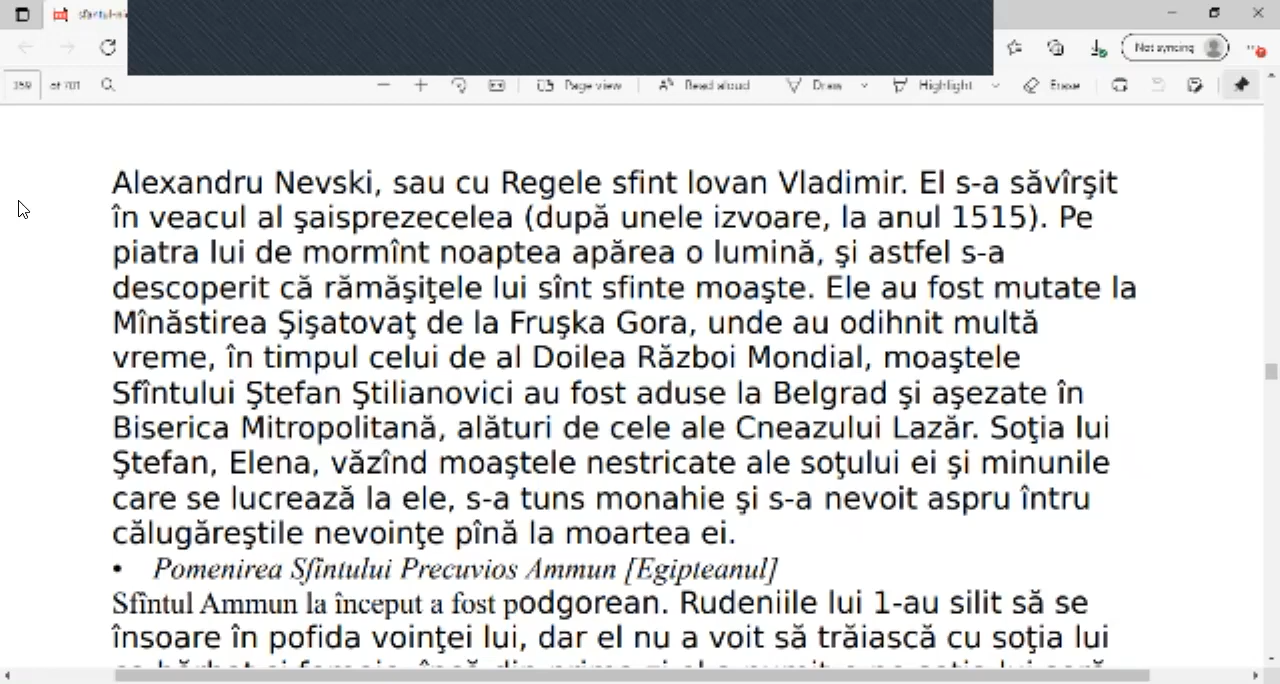 Not syncing
of 701
Page view
Read aloud
Draw
Highlight
Erase
Alexandru Nevski, sau cu Regele sfint Iovan Vladimir. El s-a săvîrşit
în veacul al şaisprezecelea (după unele izvoare, la anul 1515). Pe
piatra lui de mormînt noaptea apărea o lumină, şi astfel s-a
descoperit că rămăşiţele lui sînt sfinte moaşte. Ele au fost mutate la
Mînăstirea Şişatovaţ de la Fruşka Gora, unde au odihnit multă
vreme, în timpul celui de al Doilea Război Mondial, moaştele
Sfîntului Ştefan Ştilianovici au fost aduse la Belgrad şi aşezate în
Biserica Mitropolitană, alături de cele ale Cneazului Lazăr. Soţia lui
Ştefan, Elena, văzînd moaştele nestricate ale soţului ei şi minunile
care se lucrează la ele, s-a tuns monahie şi s-a nevoit aspru întru
călugăreştile nevoinţe pînă la moartea ei.
• Pomenirea Sfîntului Precuvios Ammun [Egipteanul]
Sfîntul Ammun la început a fost podgorean. Rudeniile lui 1-au silit să se
însoare în pofida voinţei lui, dar el nu a voit să trăiască cu soţia lui